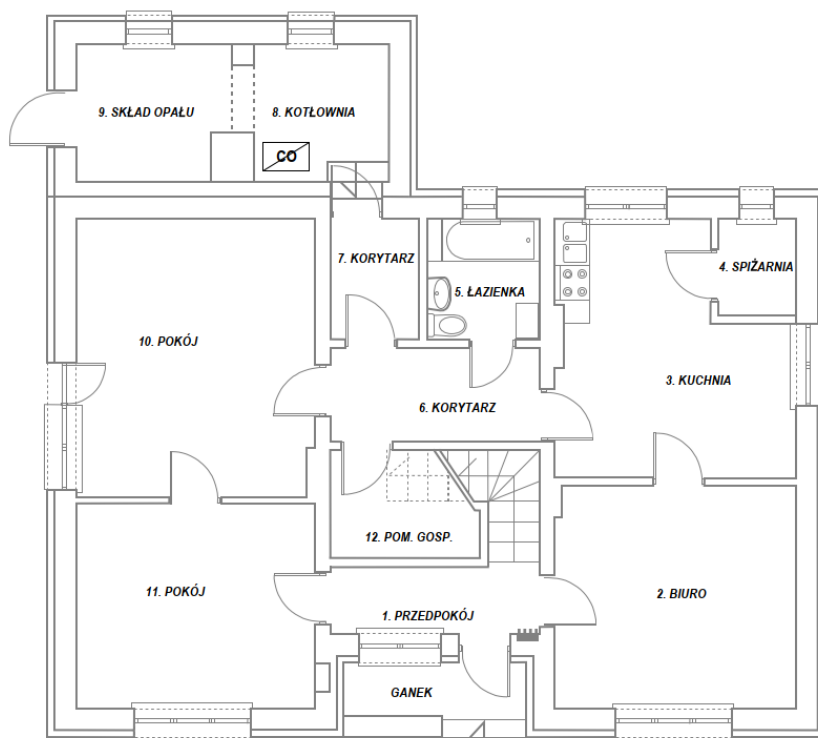 9. SKŁAD OPAŁU
8. KOTŁOWNIA
CO
7. KORYTARZ
4. SPIŻARNIA
5. ŁAZIENKA
10. POKÓJ
3. KUCHNIA
6. KORYTARZ
12. POM. GOSP.
11. POKÓJ
2. BIURO
1. PRZEDPOKÓJ
GANEK